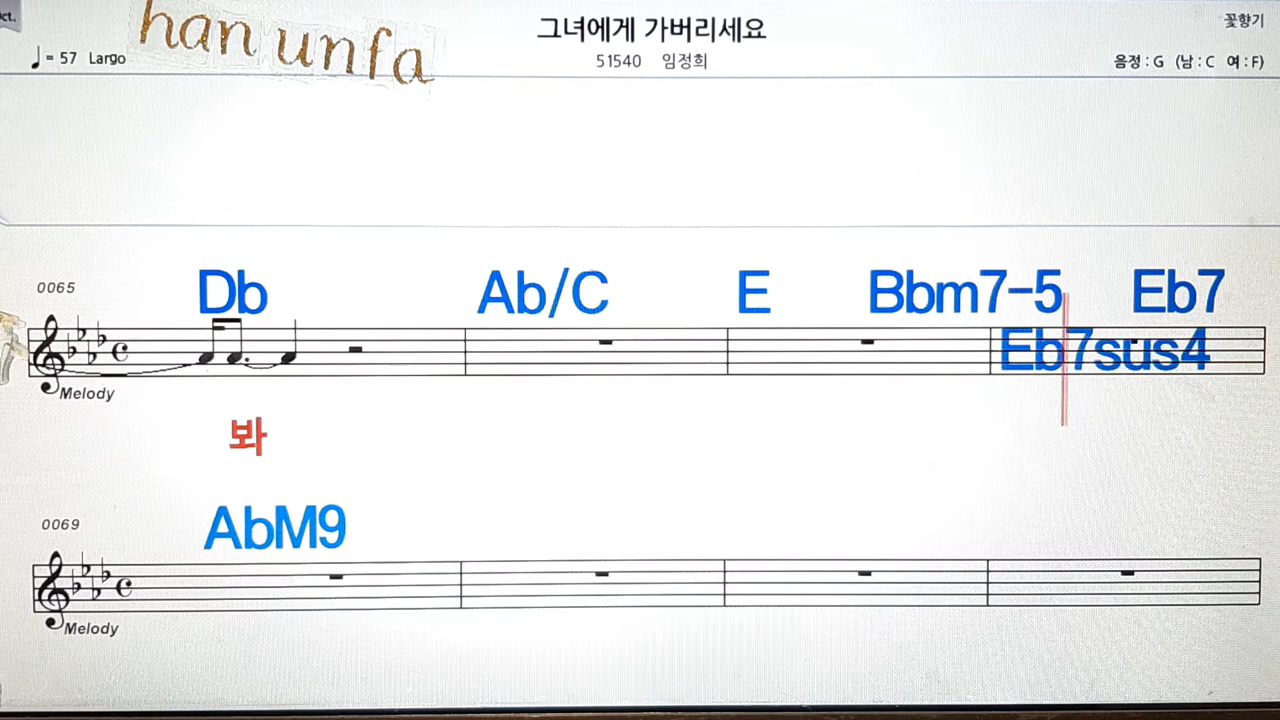 ct.
han unfa
그녀에게 가버리세요
꽃향기
♩= 57 Largo
51540 임정희
음정 : G (남 : C 여 : F)
0065
Db Ab/C E Bbm7-5 Eb7
Eb7sus4
Melody
봐
0069
AbM9
Melody